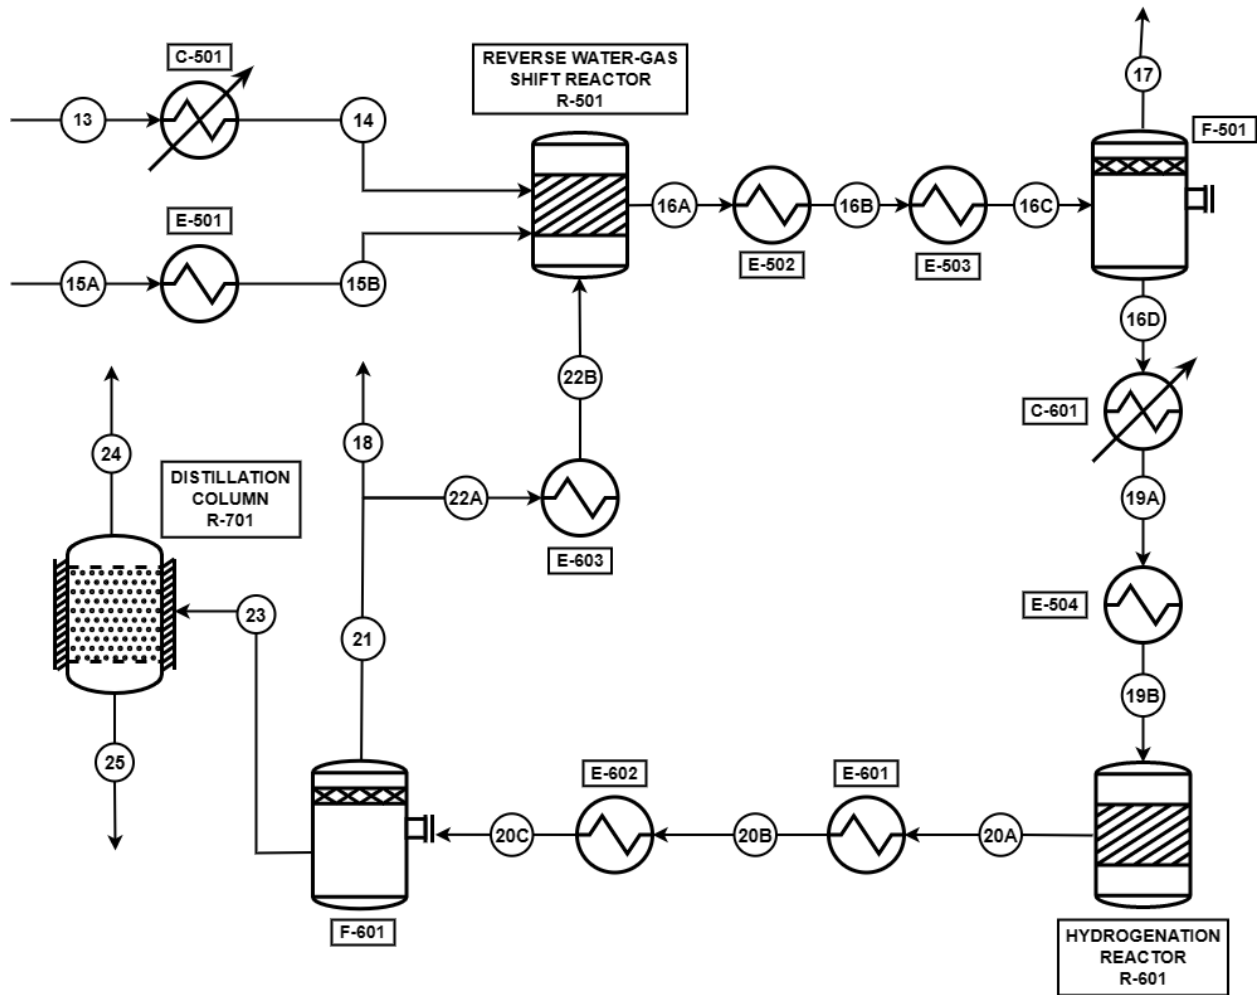 C-501
REVERSE WATER-GAS
SHIFT REACTOR
R-501
17
13
14
F-501
E-501
16A
16B
16C
E-502
E-503
15A
15B
16D
22B
C-601
18
24
DISTILLATION
COLUMN
R-701
22A
19A
E-603
E-504
23
21
19B
25
E-602
E-601
20C
20B
20A
F-601
HYDROGENATION
REACTOR
R-601